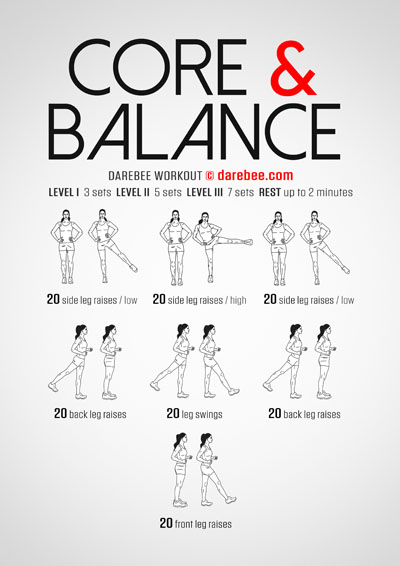 CORE &
BALANCE
DAREBEE WORKOUT © darebee.com
LEVEL I 3 sets LEVEL II 5 sets LEVEL III 7 sets REST up to 2 minutes
20 side leg raises / low
20 side leg raises / high
20 side leg raises / low
20 back leg raises
20 leg swings
20 back leg raises
20 front leg raises